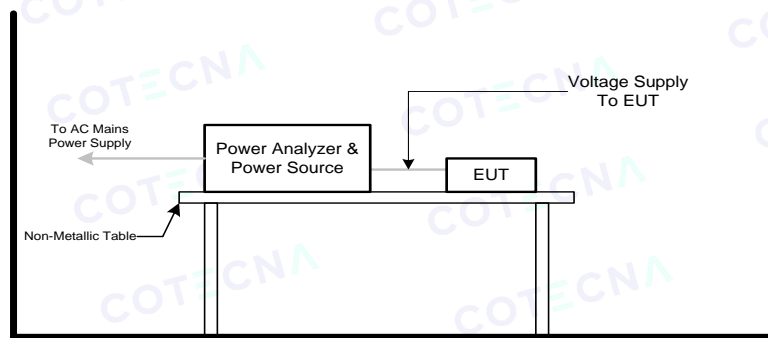 COTECNA
COTECNA
Voltage Supply
To EUT
To AC Mains
Power Supply
Power Analyzer &
Power Source
EUT
Non-Metallic Table
COTECNA
COTECNA
COTECNA
COTECNA